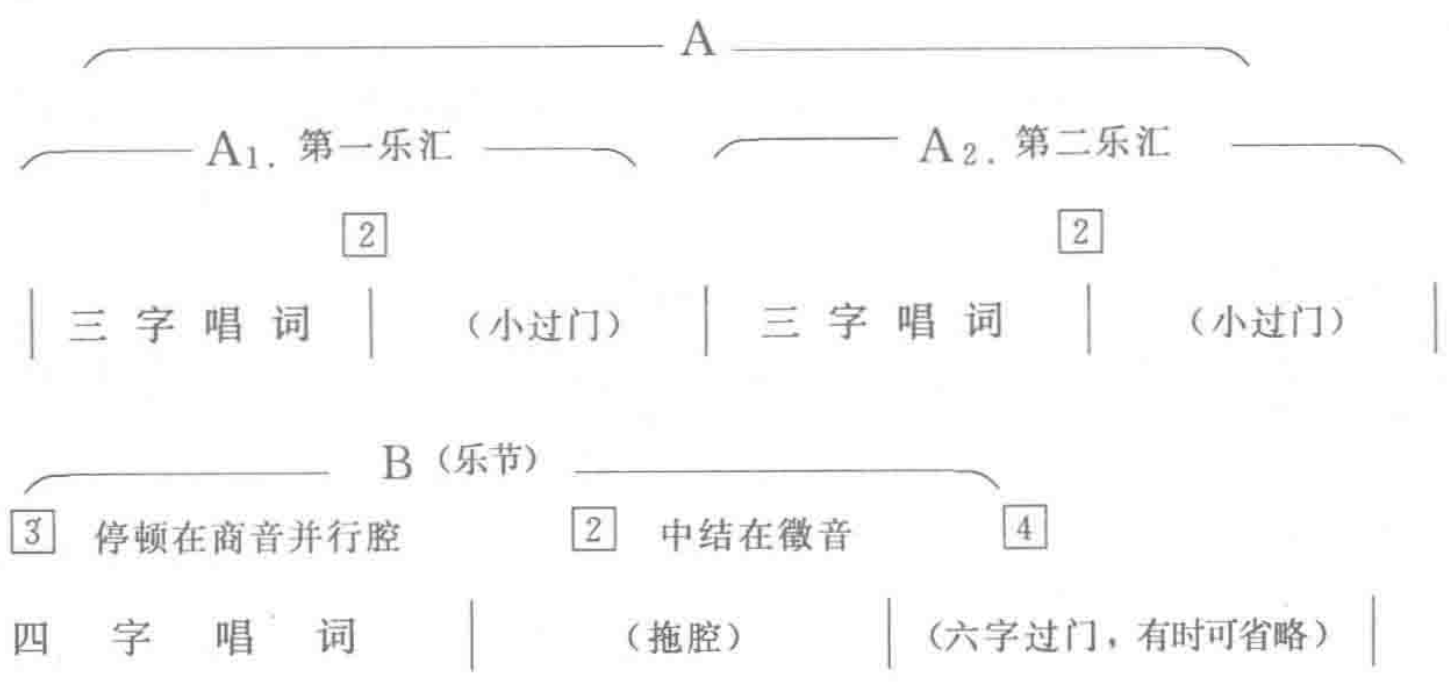 A
A1. 第一乐汇 A2. 第二乐汇
2 2
三字唱词 （小过门） 三字唱词 （小过门）
B（乐节）
3 停顿在商音并行腔 2 中结在徵音 4
四字唱词 （拖腔） （六字过门，有时可省略）